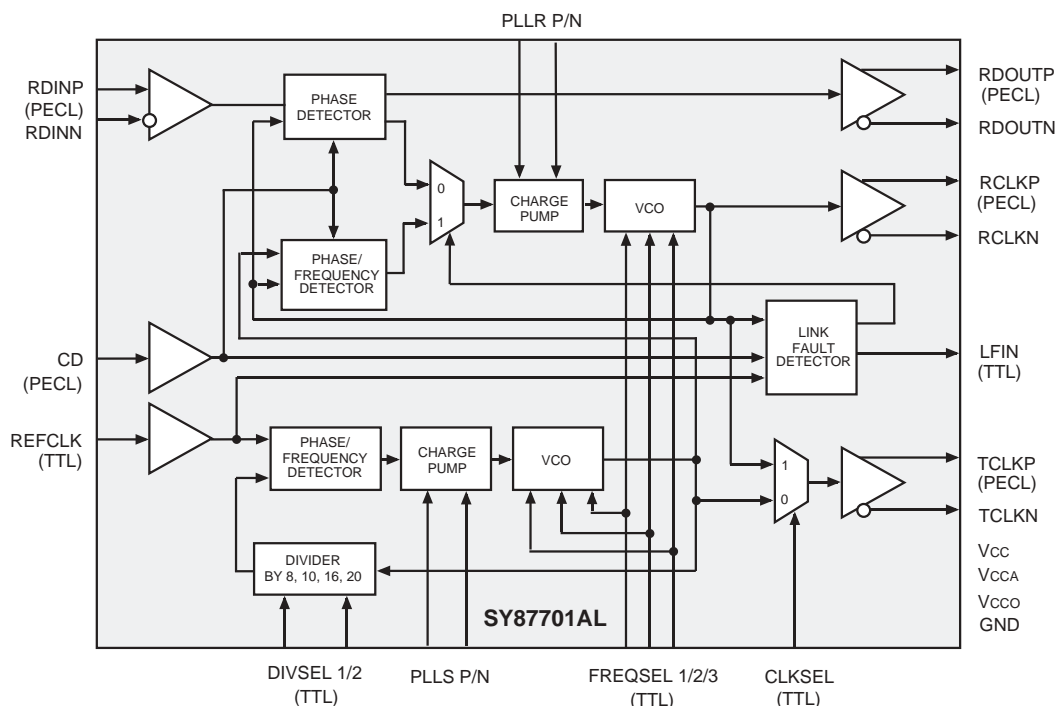 PLLR P/N
RDINP
(PECL)
RDINN
PHASE
DETECTOR
RDOUTP
(PECL)
RDOUTN
0
1
CHARGE
PUMP
VCO
RCLKP
(PECL)
RCLKN
PHASE/
FREQUENCY
DETECTOR
LINK
FAULT
DETECTOR
CD
(PECL)
LFIN
(TTL)
REFCLK
(TTL)
PHASE/
FREQUENCY
DETECTOR
CHARGE
PUMP
VCO
1
0
TCLKP
(PECL)
TCLKN
DIVIDER
BY 8, 10, 16, 20
VCC
VCCA
VCCO
GND
SY87701AL
DIVSEL 1/2
(TTL)
PLLS P/N
FREQSEL 1/2/3
(TTL)
CLKSEL
(TTL)